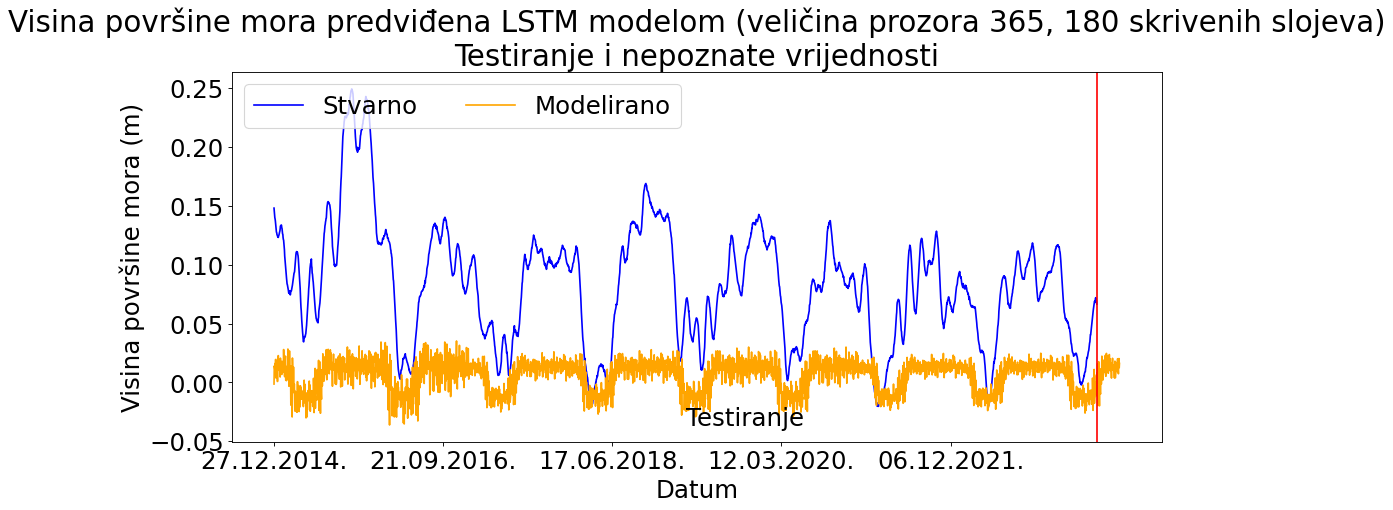 Visina površine mora predviđena LSTM modelom (veličina prozora 365, 180 skrivenih slojeva)
Testiranje i nepoznate vrijednosti
Stvarno Modelirano
Visina površine mora (m)
0.25
0.20
0.15
0.10
0.05
0.00
−0.05
Testiranje
27.12.2014. 21.09.2016. 17.06.2018. 12.03.2020. 06.12.2021.
Datum